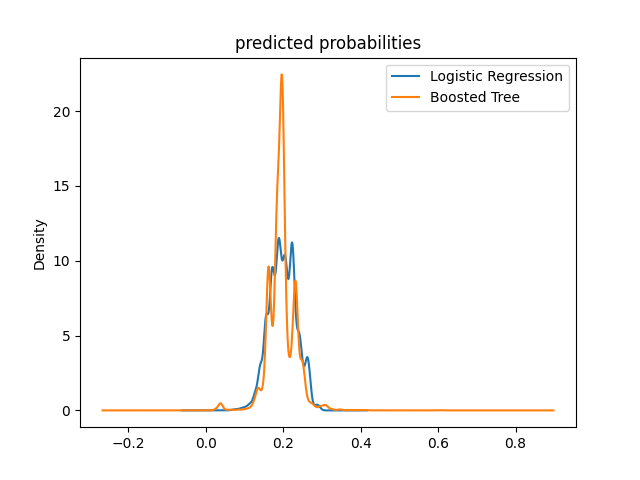 predicted probabilities
Logistic Regression
Boosted Tree
Density
20
15
10
5
0
−0.2 0.0 0.2 0.4 0.6 0.8